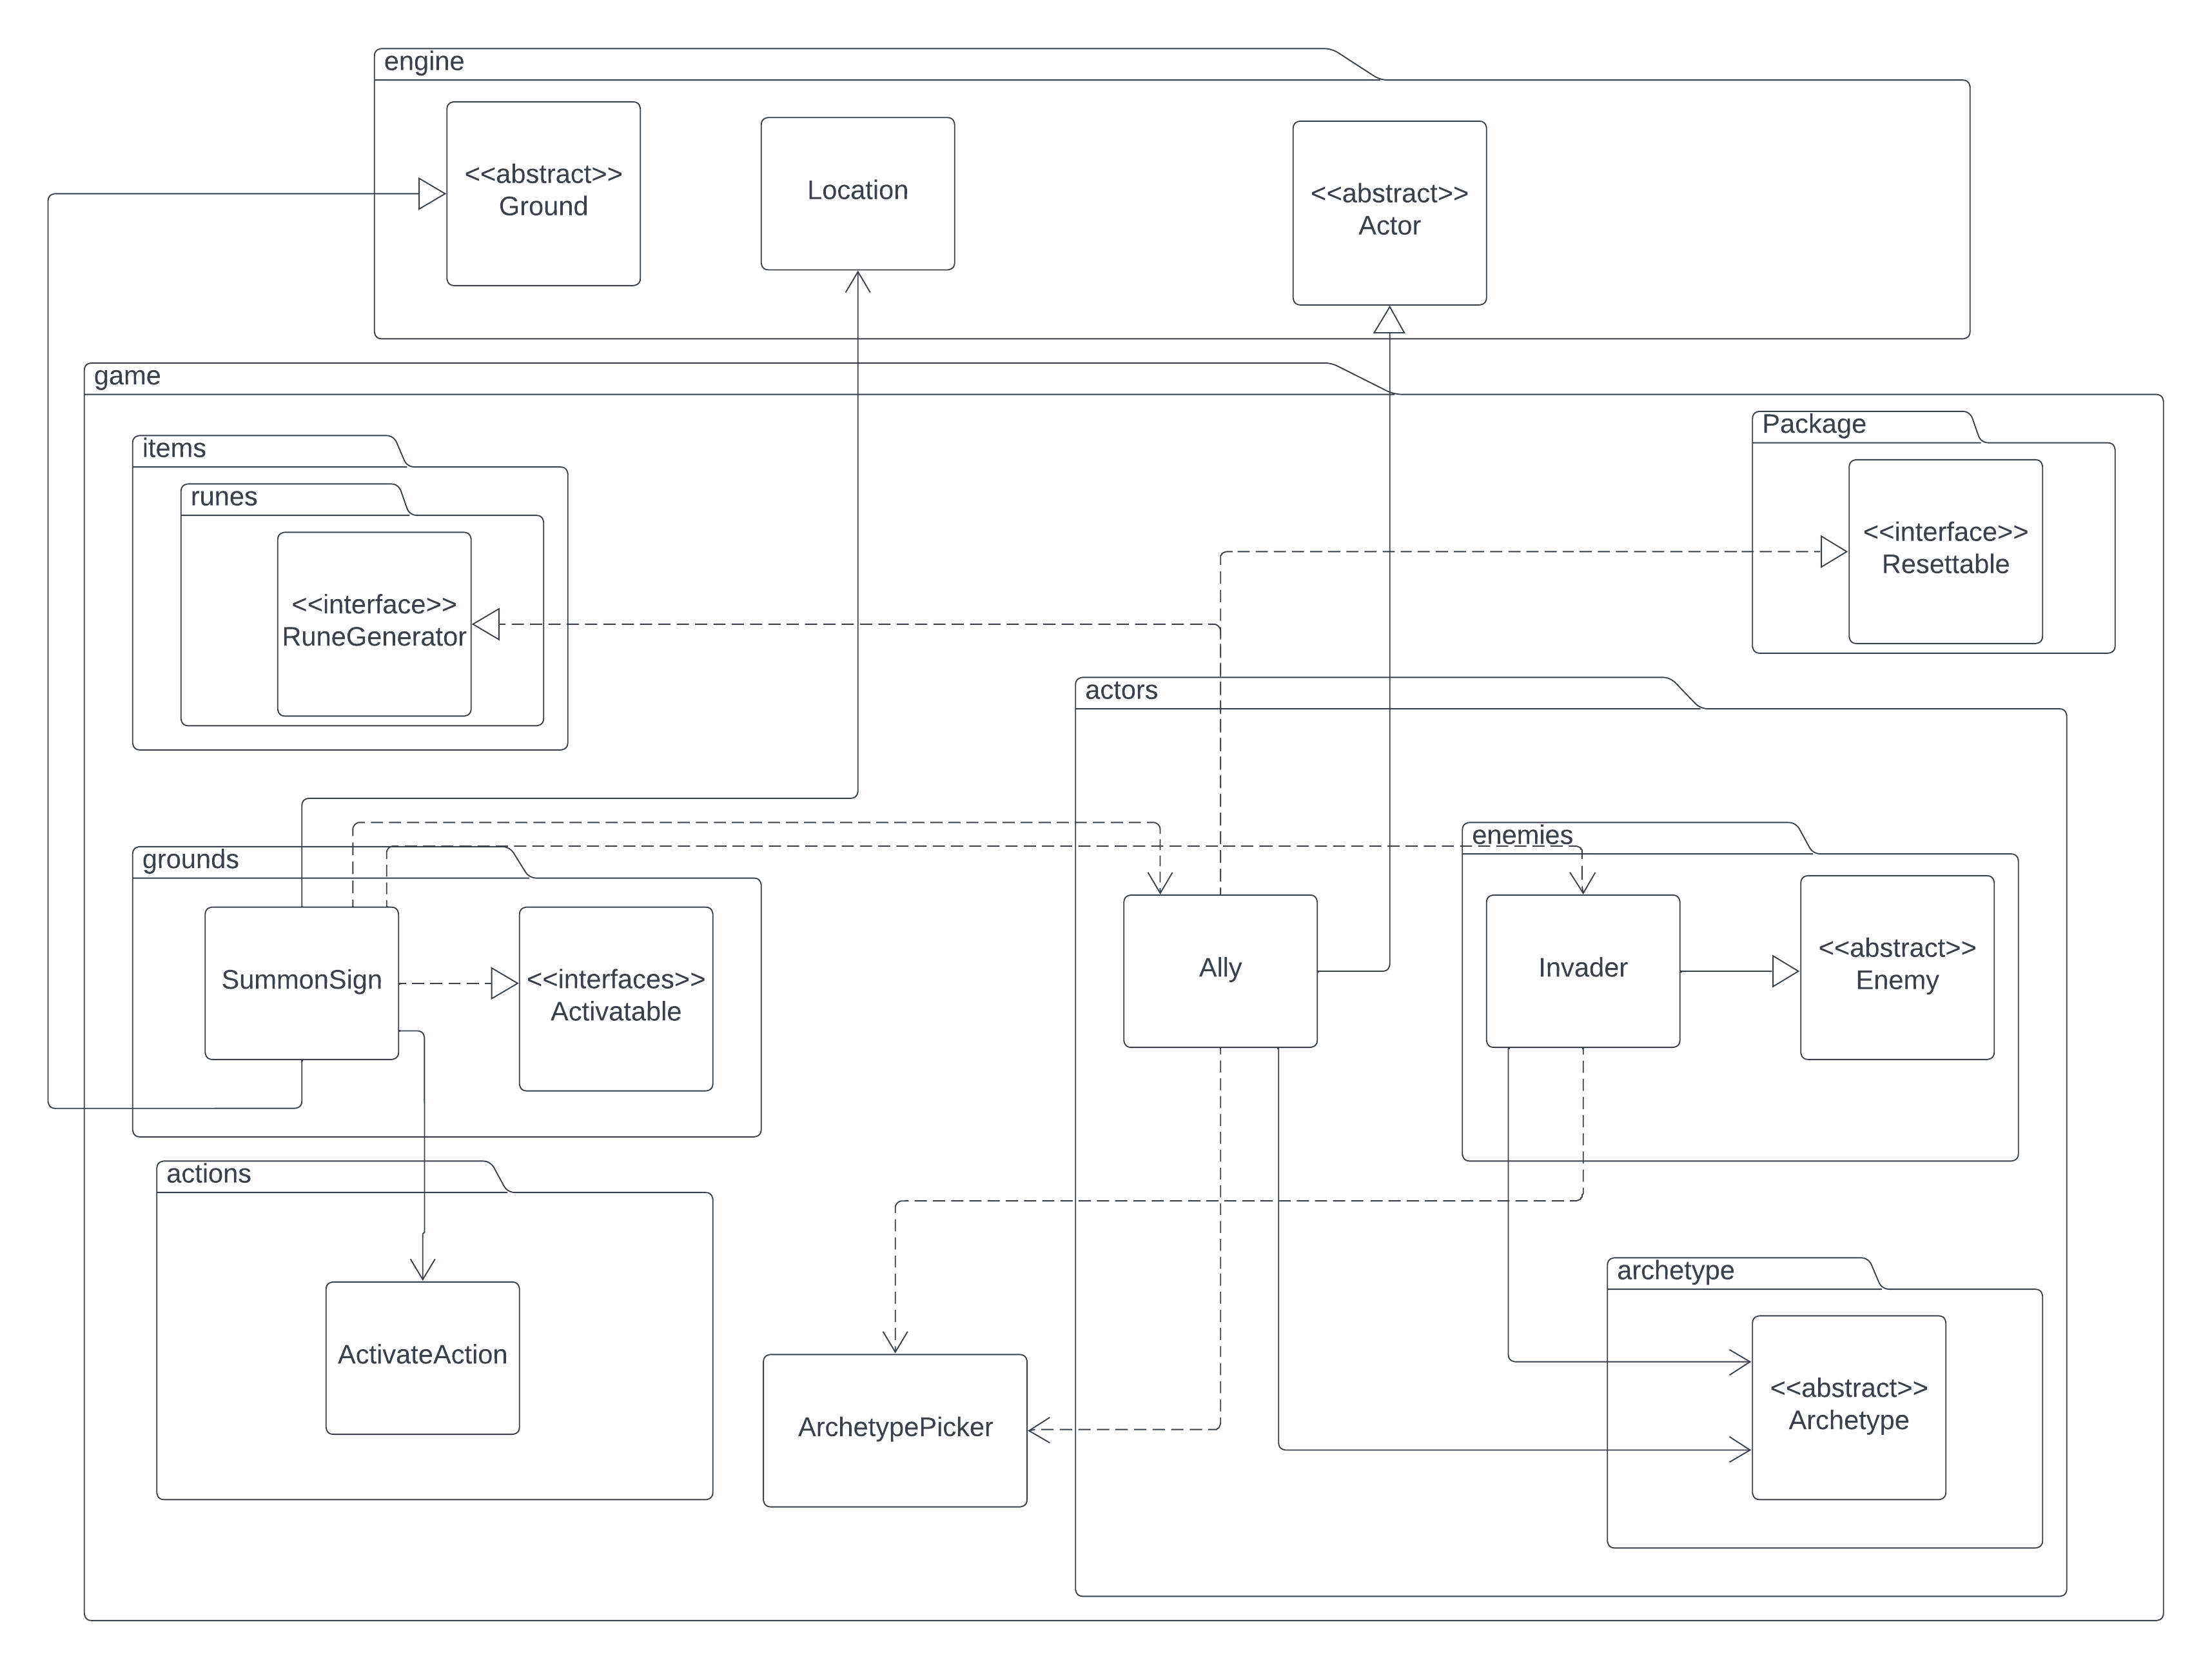 engine
<<abstract>>
Ground
Location
<<abstract>>
Actor
game
items
runes
<<interface>>
RuneGenerator
Package
<<interface>>
Resettable
actors
grounds
SummonSign
<<interfaces>>
Activatable
Ally
enemies
Invader
<<abstract>>
Enemy
actions
ActivateAction
ArchetypePicker
archetype
<<abstract>>
Archetype